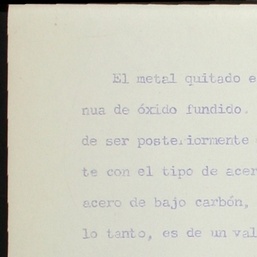 El metal quitado e
nua de óxido fundido.
de ser posteriormente
te con el tipo de acer
acero de bajo carbón,
lo tanto, es de un val